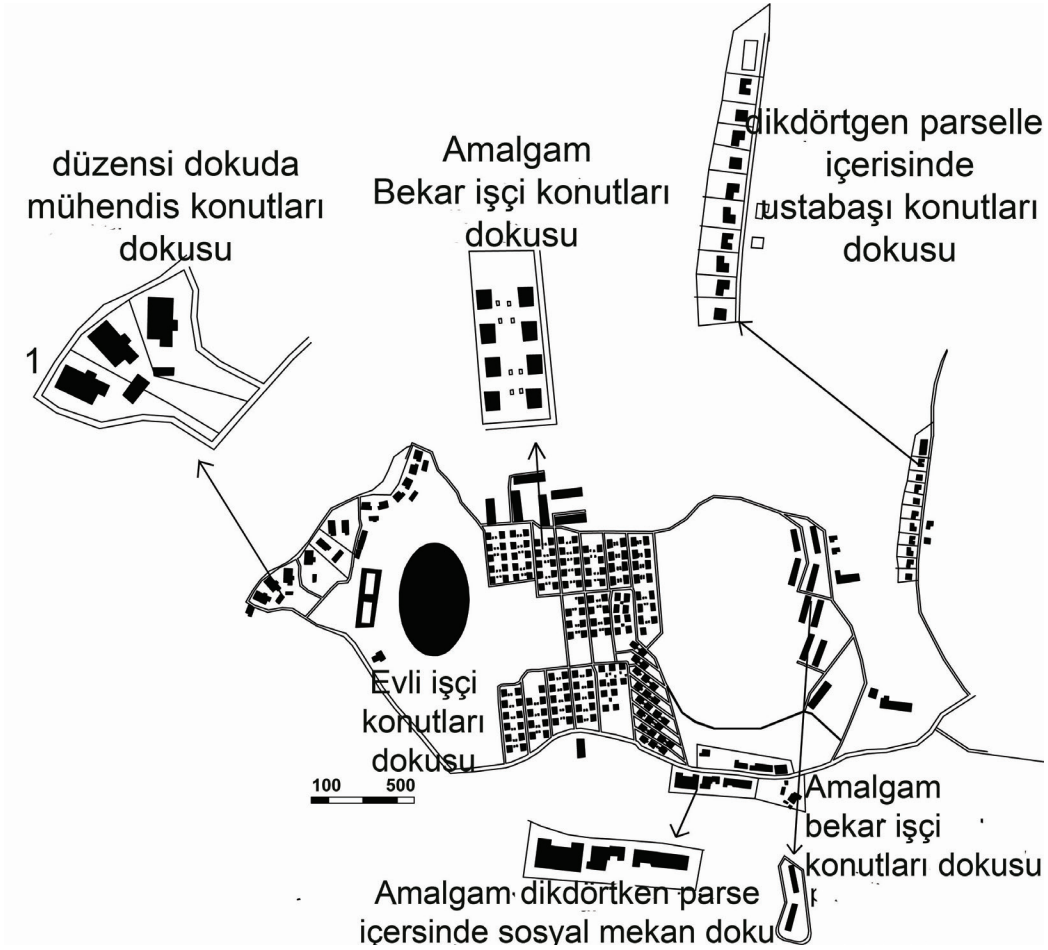 düzensi dokuda
mühendis konutları
dokusu
Amalgam
Bekar işçi konutları
dokusu
dikdörtgen parselle
içerisinde
ustabaşı konutları
dokusu
1
Evli işçi
konutları
dokusu
100 500
Amalgam
bekar işçi
konutları dokusu
Amalgam dikdörtken parse
içersinde sosyal mekan doku